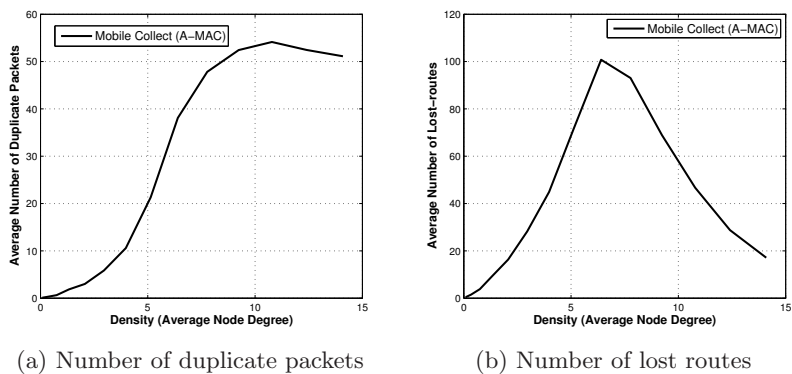 Mobile Collect (A−MAC)
60
50
40
30
20
10
0
0 5 10 15
Average Number of Duplicate Packets
Density (Average Node Degree)
(a) Number of duplicate packets
Mobile Collect (A−MAC)
120
100
80
60
40
20
0
0 5 10 15
Average Number of Lost−routes
Density (Average Node Degree)
(b) Number of lost routes